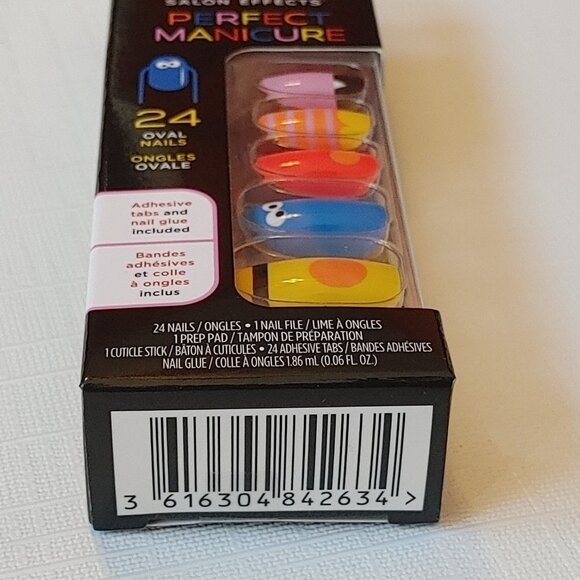 SALON EFFECTS
PERFECT
MANICURE
24
OVAL
NAILS
ONGLES
OVALE
Adhesive
tabs and
nail glue
included
Bandes
adhésives
et colle
à ongles
inclus
24 NAILS / ONGLES • 1 NAIL FILE / LIME À ONGLES
1 PREP PAD / TAMPON DE PRÉPARATION
1 CUTICLE STICK / BÂTON À CUTICULES • 24 ADHESIVE TABS / BANDES ADHÉSIVES
NAIL GLUE / COLLE À ONGLES 1.86 mL (0.06 FL. OZ.)
3 616304 842634 >